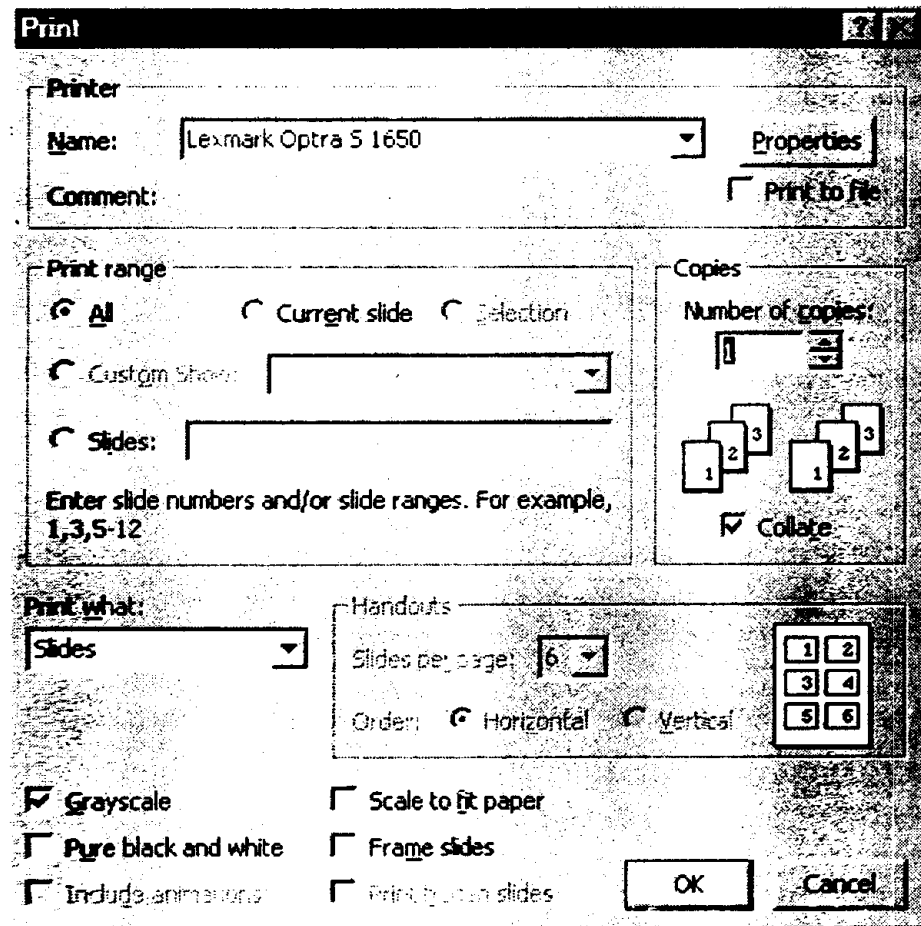 Print
Printer
Name: Lexmark Optra S 1650 Properties
Comment: Print to file
Print range
All Current slide Selection
Custom Show:
Slides:
Enter slide numbers and/or slide ranges. For example,
1,3,5-12
Copies
Number of copies:
1
1 2 3 1 2 3
Collate
Print what:
Slides
Handouts
Slides per page: 6
Order: Horizontal Vertical
1 2
3 4
5 6
Grayscale Scale to fit paper
Pure black and white Frame slides
Include animations Print hidden slides
OK Cancel